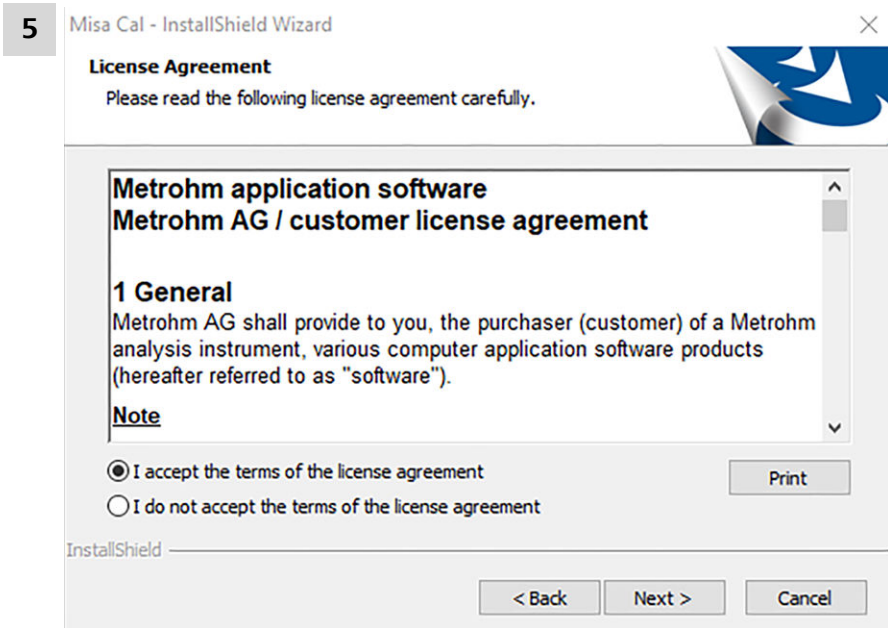 5
Misa Cal - InstallShield Wizard
License Agreement
Please read the following license agreement carefully.
Metrohm application software
Metrohm AG / customer license agreement
1 General
Metrohm AG shall provide to you, the purchaser (customer) of a Metrohm
analysis instrument, various computer application software products
(hereafter referred to as "software").
Note
I accept the terms of the license agreement
Print
I do not accept the terms of the license agreement
InstallShield
< Back Next > Cancel